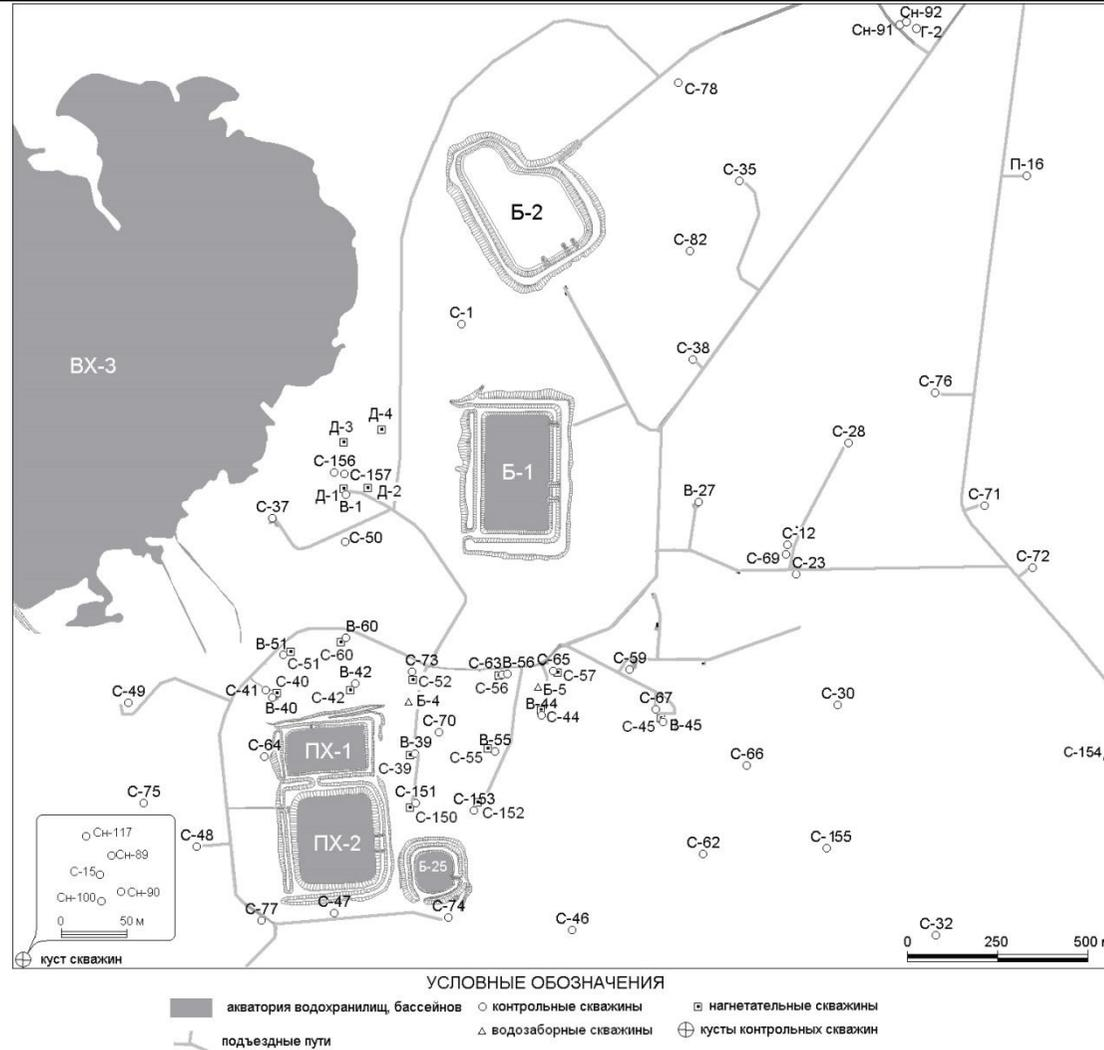 Сн-92
Сн-91
Г-2
С-78
П-16
С-35
Б-2
С-82
С-1
ВХ-3
С-38
С-76
Д-4
Д-3
С-28
С-156
С-157
Б-1
Д-1
Д-2
В-1
В-27
С-71
С-37
С-12
С-50
С-69
С-23
С-72
В-60
В-51
С-60
С-51
С-73
С-63
В-56
С-65
С-59
В-42
С-52
С-56
С-57
С-41
С-40
С-42
Б-4
Б-5
С-49
В-40
В-44
С-44
С-67
С-30
С-45
В-45
С-70
С-64
ПХ-1
В-39
В-55
С-55
С-39
С-66
С-154
С-75
С-151
С-153
С-150
С-152
Сн-117
С-48
ПХ-2
Сн-89
С-62
С-155
С-15
Б-25
Сн-100
Сн-90
0 50 м
С-77
С-47
С-74
С-46
С-32
0 250 500 м
куст скважин
УСЛОВНЫЕ ОБОЗНАЧЕНИЯ
акватория водохранилищ, бассейнов
контрольные скважины
нагнетательные скважины
водозаборные скважины
кусты контрольных скважин
подъездные пути